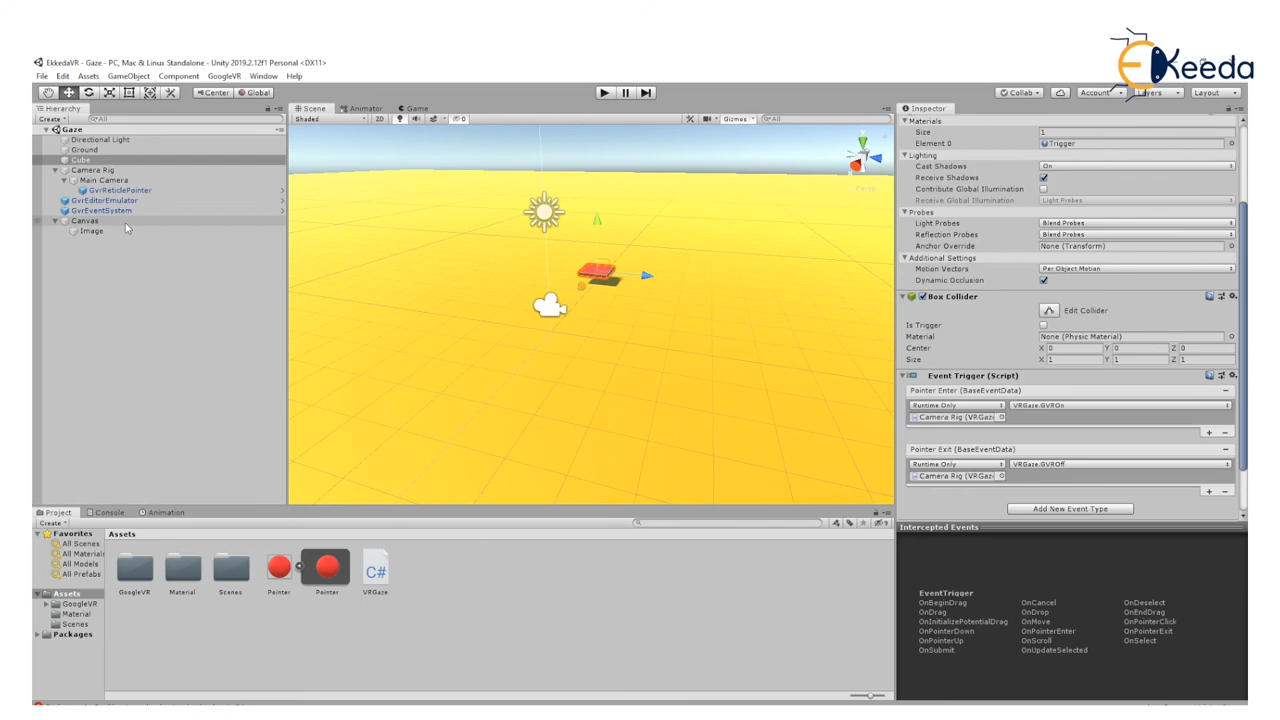 EKeeda
EkkedaVR - Gaze - PC, Mac & Linux Standalone - Unity 2019.2.12f1 Personal <DX11>
File Edit Assets GameObject Component GoogleVR Window Help
Center Global Collab Account Layers Layout
Hierarchy
Create All
Gaze
Directional Light
Ground
Cube
Camera Rig
Main Camera
GvrReticlePointer
GvrEditorEmulator
GvrEventSystem
Canvas
Image
Scene Animator Game
Shaded 2D 0 Gizmos All
Persp
Inspector
Materials
Size 1
Element 0 Trigger
Lighting
Cast Shadows On
Receive Shadows
Contribute Global Illumination
Receive Global Illumination Light Probes
Probes
Light Probes Blend Probes
Reflection Probes Blend Probes
Anchor Override None (Transform)
Additional Settings
Motion Vectors Per Object Motion
Dynamic Occlusion
Box Collider
Edit Collider
Is Trigger
Material None (Physic Material)
Center X 0 Y 0 Z 0
Size X 1 Y 1 Z 1
Event Trigger (Script)
Pointer Enter (BaseEventData)
Runtime Only VRGaze.GVROn
Camera Rig (VRGaz
+ -
Pointer Exit (BaseEventData)
Runtime Only VRGaze.GVROff
Camera Rig (VRGaz
+ -
Add New Event Type
Intercepted Events
EventTrigger
OnBeginDrag OnCancel OnDeselect
OnDrag OnDrop OnEndDrag
OnInitializePotentialDrag OnMove OnPointerClick
OnPointerDown OnPointerEnter OnPointerExit
OnPointerUp OnScroll OnSelect
OnSubmit OnUpdateSelected
Project Console Animation
Create
Favorites
All Scenes
All Materials
All Models
All Prefabs
Assets
GoogleVR
Material
Scenes
Packages
Assets
GoogleVR Material Scenes Pointer Pointer VRGaze
C#